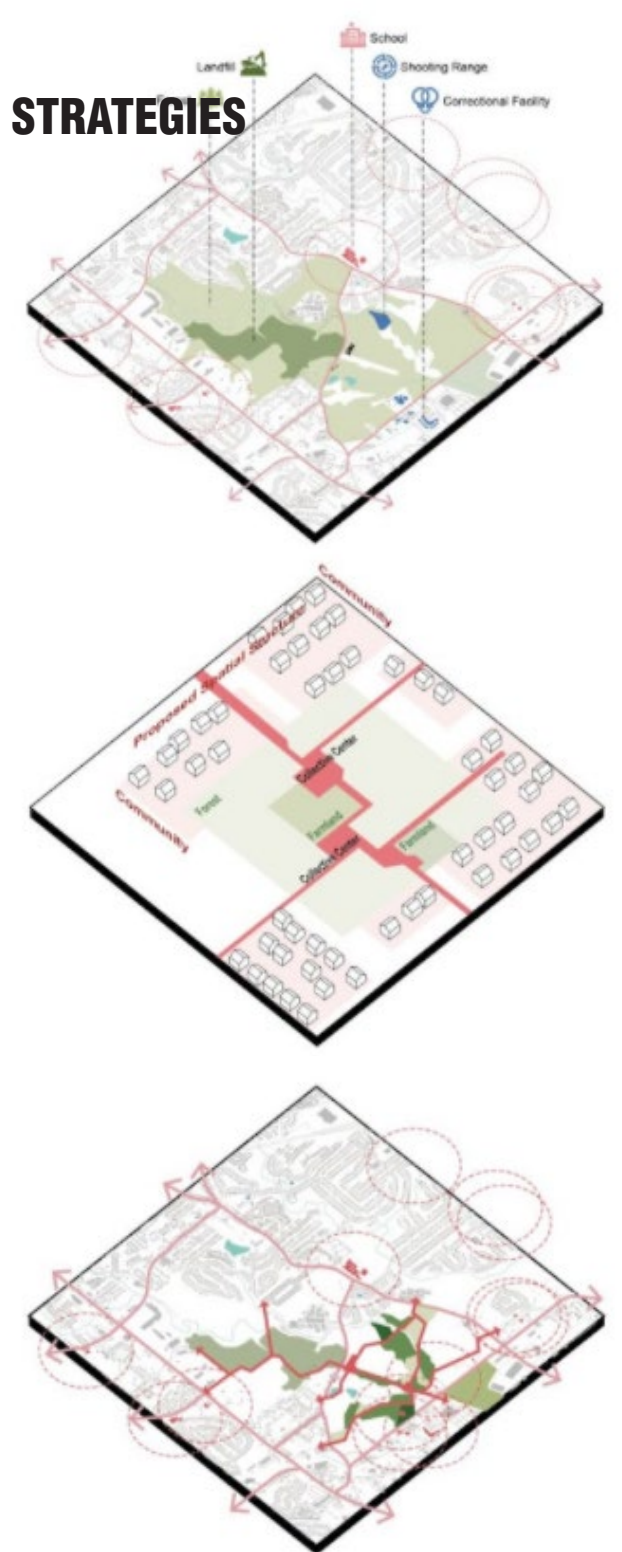 School
Landfill
Shooting Range
STRATEGIES
Correctional Facility
Community
Proposed Spatial Structure
Collective Center
Forest
Farmland
Farmland
Community
Collective Center